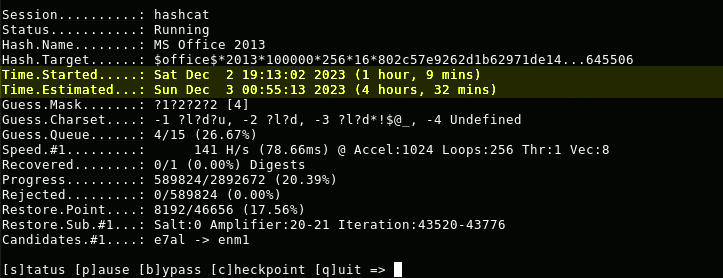 Session..........: hashcat
Status...........: Running
Hash.Name........: MS Office 2013
Hash.Target......: $office$*2013*100000*256*16*802c57e9262d1b62971de14...645506
Time.Started.....: Sat Dec  2 19:13:02 2023 (1 hour, 9 mins)
Time.Estimated...: Sun Dec  3 00:55:13 2023 (4 hours, 32 mins)
Guess.Mask.......: ?1?2?2?2 [4]
Guess.Charset....: -1 ?l?d?u, -2 ?l?d, -3 ?l?d*!$@_, -4 Undefined
Guess.Queue......: 4/15 (26.67%)
Speed.#1.........:      141 H/s (78.66ms) @ Accel:1024 Loops:256 Thr:1 Vec:8
Recovered........: 0/1 (0.00%) Digests
Progress.........: 589824/2892672 (20.39%)
Rejected.........: 0/589824 (0.00%)
Restore.Point....: 8192/46656 (17.56%)
Restore.Sub.#1...: Salt:0 Amplifier:20-21 Iteration:43520-43776
Candidates.#1....: e7al -> enm1
[s]tatus [p]ause [b]ypass [c]heckpoint [q]uit =>